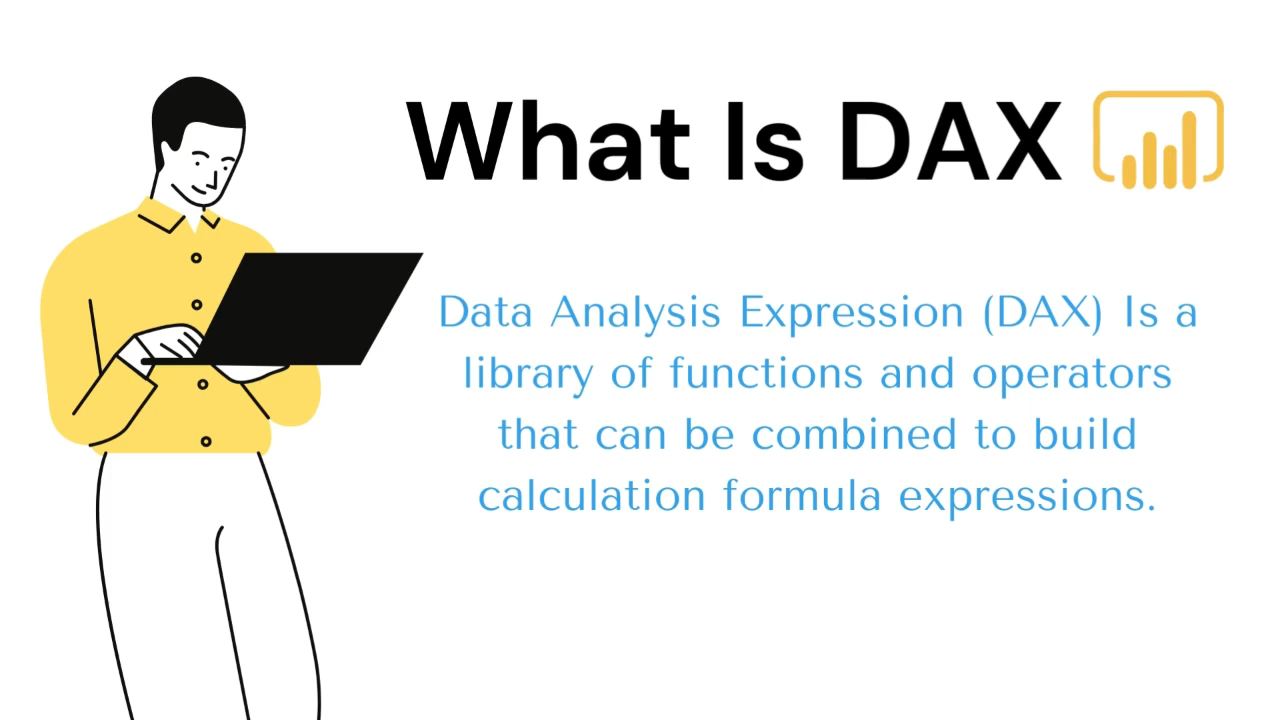 What Is DAX
Data Analysis Expression (DAX) Is a
library of functions and operators
that can be combined to build
calculation formula expressions.